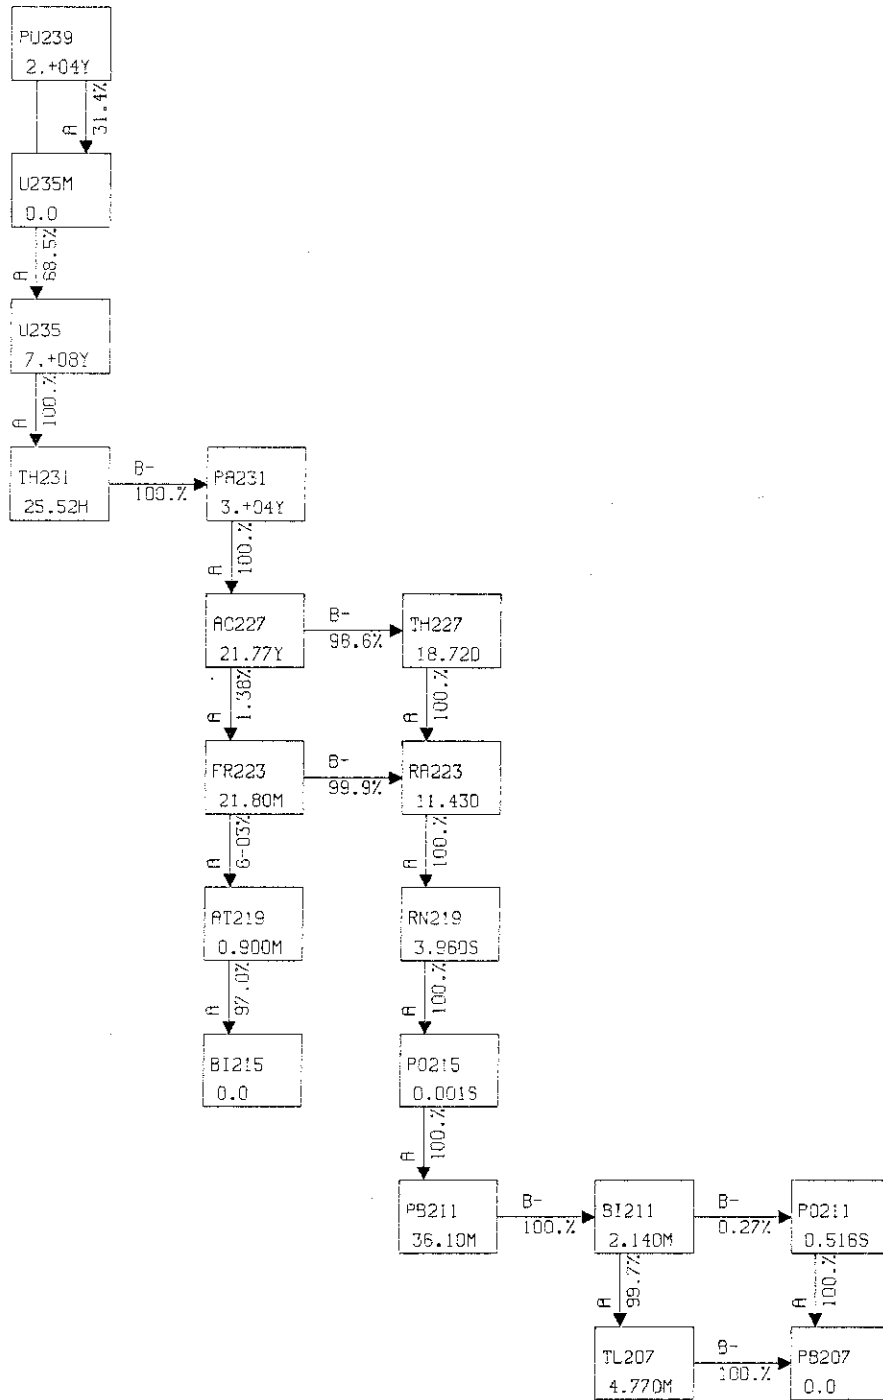 PU239
2.+04Y
A
31.4%
U235M
0.0
A
68.5%
U235
7.+08Y
A
100.%
TH231
25.52H
B-
100.%
PA231
3.+04Y
A
100.%
AC227
21.77Y
B-
98.6%
TH227
18.72D
A
1.38%
A
100.%
FR223
21.80M
B-
99.9%
RA223
11.43D
A
6-03%
A
100.%
AT219
0.900M
RN219
3.960S
A
97.0%
A
100.%
BI215
0.0
PO215
0.001S
A
100.%
PB211
36.10M
B-
100.%
BI211
2.140M
B-
0.27%
PO211
0.516S
A
99.7%
A
100.%
TL207
4.770M
B-
100.%
PB207
0.0